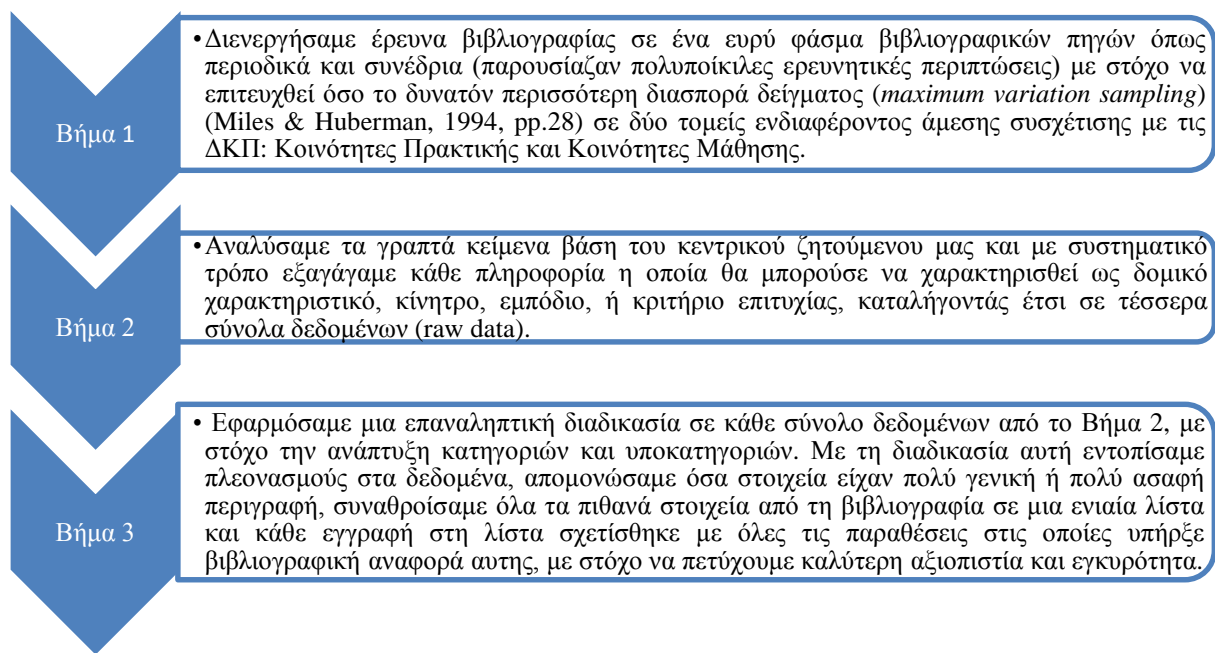 Βήμα 1
•Διενεργήσαμε έρευνα βιβλιογραφίας σε ένα ευρύ φάσμα βιβλιογραφικών πηγών όπως
περιοδικά και συνέδρια (παρουσίαζαν πολυποίκιλες ερευνητικές περιπτώσεις) με στόχο να
επιτευχθεί όσο το δυνατόν περισσότερη διασπορά δείγματος (maximum variation sampling)
(Miles & Huberman, 1994, pp.28) σε δύο τομείς ενδιαφέροντος άμεσης συσχέτισης με τις
ΔΚΠ: Κοινότητες Πρακτικής και Κοινότητες Μάθησης.
Βήμα 2
•Αναλύσαμε τα γραπτά κείμενα βάση του κεντρικού ζητούμενου μας και με συστηματικό
τρόπο εξαγάγαμε κάθε πληροφορία η οποία θα μπορούσε να χαρακτηρισθεί ως δομικό
χαρακτηριστικό, κίνητρο, εμπόδιο, ή κριτήριο επιτυχίας, καταλήγοντάς έτσι σε τέσσερα
σύνολα δεδομένων (raw data).
Βήμα 3
• Εφαρμόσαμε μια επαναληπτική διαδικασία σε κάθε σύνολο δεδομένων από το Βήμα 2, με
στόχο την ανάπτυξη κατηγοριών και υποκατηγοριών. Με τη διαδικασία αυτή εντοπίσαμε
πλεονασμούς στα δεδομένα, απομονώσαμε όσα στοιχεία είχαν πολύ γενική ή πολύ ασαφή
περιγραφή, συναθροίσαμε όλα τα πιθανά στοιχεία από τη βιβλιογραφία σε μια ενιαία λίστα
και κάθε εγγραφή στη λίστα σχετίσθηκε με όλες τις παραθέσεις στις οποίες υπήρξε
βιβλιογραφική αναφορά αυτης, με στόχο να πετύχουμε καλύτερη αξιοπιστία και εγκυρότητα.